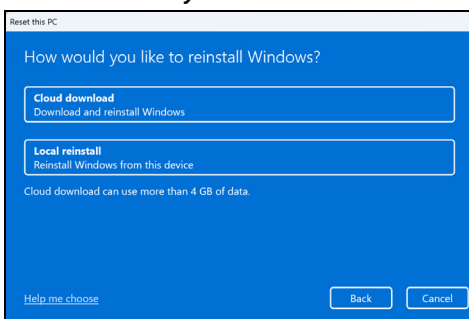 Reset this PC
How would you like to reinstall Windows?
Cloud download
Download and reinstall Windows
Local reinstall
Reinstall Windows from this device
Cloud download can use more than 4 GB of data.
Help me choose
Back
Cancel